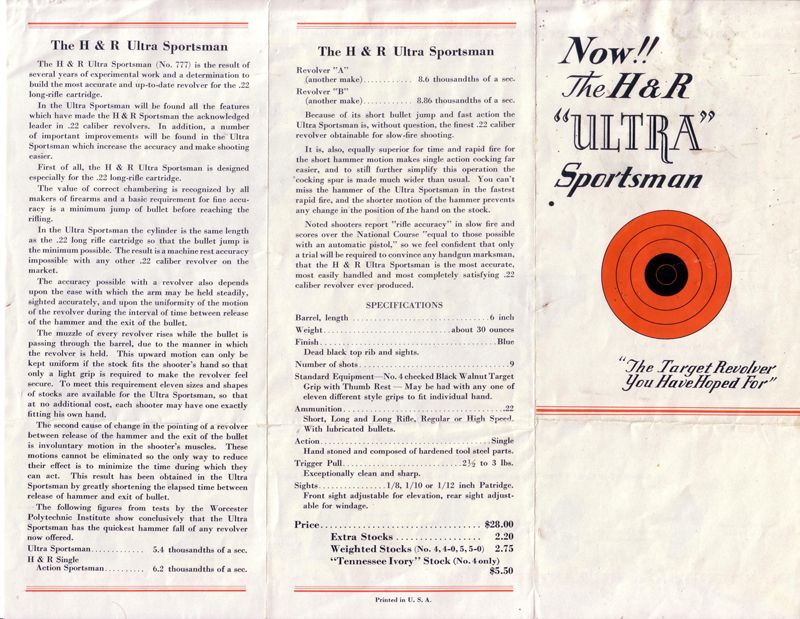 The H & R Ultra Sportsman
The H & R Ultra Sportsman (No. 777) is the result of
several years of experimental work and a determination to
build the most accurate and up-to-date revolver for the .22
long-rifle cartridge.
In the Ultra Sportsman will be found all the features
which have made the H & R Sportsman the acknowledged
leader in .22 caliber revolvers. In addition, a number
of important improvements will be found in the Ultra
Sportsman which increase the accuracy and make shooting
easier.
First of all, the H & R Ultra Sportsman is designed
especially for the .22 long-rifle cartridge.
The value of correct chambering is recognized by all
makers of firearms and a basic requirement for fine accu-
racy is a minimum jump of bullet before reaching the
rifling.
In the Ultra Sportsman the cylinder is the same length
as the .22 long rifle cartridge so that the bullet jump is
the minimum possible. The result is a machine rest accuracy
impossible with any other .22 caliber revolver on the
market.
The accuracy possible with a revolver also depends
upon the ease with which the arm may be held steadily,
sighted accurately, and upon the uniformity of the motion
of the revolver during the interval of time between release
of the hammer and the exit of the bullet.
The muzzle of every revolver rises while the bullet is
passing through the barrel, due to the manner in which
the revolver is held. This upward motion can only be
kept uniform if the stock fits the shooter's hand so that
only a light grip is required to make the revolver feel
secure. To meet this requirement eleven sizes and shapes
of stocks are available for the Ultra Sportsman, so that
at no additional cost, each shooter may have one exactly
fitting his own hand.
The second cause of change in the pointing of a revolver
between release of the hammer and the exit of the bullet
is involuntary motion in the shooter's muscles. These
motions cannot be eliminated so the only way to reduce
their effect is to minimize the time during which they
can act. This result has been obtained in the Ultra
Sportsman by greatly shortening the elapsed time between
release of hammer and exit of bullet.
The following figures from tests by the Worcester
Polytechnic Institute show conclusively that the Ultra
Sportsman has the quickest hammer fall of any revolver
now offered.
Ultra Sportsman............. 5.4 thousandths of a sec.
H & R Single
Action Sportsman.......... 6.2 thousandths of a sec.
The H & R Ultra Sportsman
Revolver "A"
(another make)............ 8.6 thousandths of a sec.
Revolver "B"
(another make)............ 8.86 thousandths of a sec.
Because of its short bullet jump and fast action the
Ultra Sportsman is, without question, the finest .22 caliber
revolver obtainable for slow-fire shooting.
It is, also, equally superior for time and rapid fire for
the short hammer motion makes single action cocking far
easier, and to still further simplify this operation the
cocking spur is made much wider than usual. You can't
miss the hammer of the Ultra Sportsman in the fastest
rapid fire, and the shorter motion of the hammer prevents
any change in the position of the hand on the stock.
Noted shooters report "rifle accuracy" in slow fire and
scores over the National Course "equal to those possible
with an automatic pistol," so we feel confident that only
a trial will be required to convince any handgun marksman,
that the H & R Ultra Sportsman is the most accurate,
most easily handled and most completely satisfying .22
caliber revolver ever produced.
SPECIFICATIONS
Barrel, length ..............................6 inch
Weight..............................about 30 ounces
Finish........................................Blue
Dead black top rib and sights.
Number of shots..................................9
Standard Equipment—No. 4 checked Black Walnut Target
Grip with Thumb Rest — May be had with any one of
eleven different style grips to fit individual hand.
Ammunition.....................................22
Short, Long and Long Rifle, Regular or High Speed.
With lubricated bullets.
Action.......................................Single
Hand stoned and composed of hardened tool steel parts.
Trigger Pull............................2½ to 3 lbs.
Exceptionally clean and sharp.
Sights................1/8, 1/10 or 1/12 inch Patridge.
Front sight adjustable for elevation, rear sight adjust-
able for windage.
Price.................................... $28.00
Extra Stocks .................. 2.20
Weighted Stocks (No. 4, 4-0, 5, 5-0) 2.75
"Tennessee Ivory" Stock (No. 4 only)
$5.50
Printed in U. S. A.
Now!!
The H&R
"ULTRA"
Sportsman
"The Target Revolver
You Have Hoped For"